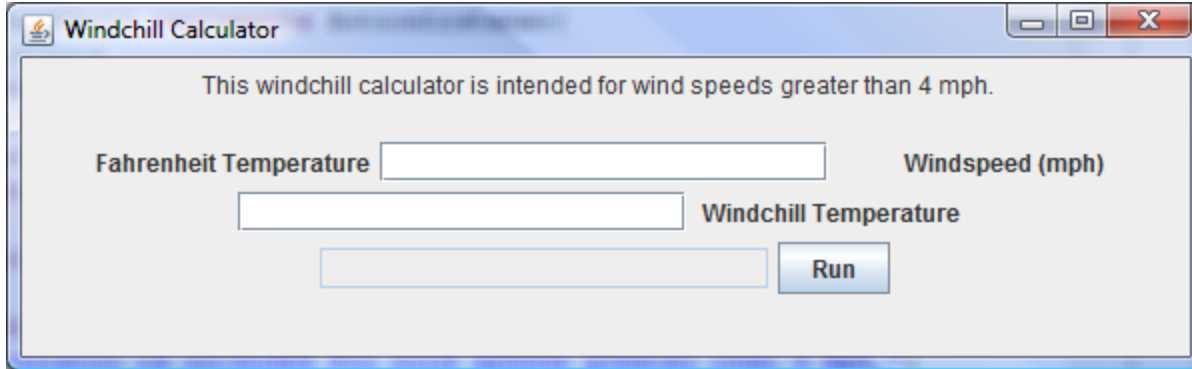 Windchill Calculator
This windchill calculator is intended for wind speeds greater than 4 mph.
Fahrenheit Temperature Windspeed (mph)
Windchill Temperature
Run